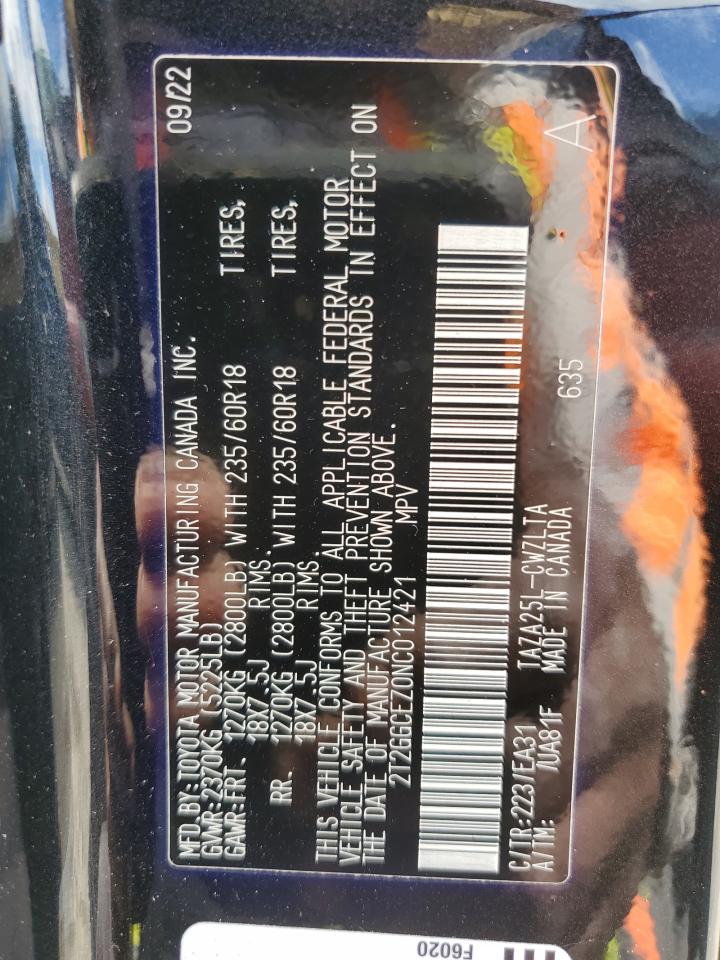 MFD.BY:TOYOTA MOTOR MANUFACTURING CANADA INC. 09/22
GVWR:2370KG (5225LB)
GAWR:FRT. 1270KG (2800LB) WITH 235/60R18 TIRES,
18X7.5J RIMS.
RR. 1270KG (2800LB) WITH 235/60R18 TIRES,
18X7.5J RIMS.
THIS VEHICLE CONFORMS TO ALL APPLICABLE FEDERAL MOTOR
VEHICLE SAFETY AND THEFT PREVENTION STANDARDS IN EFFECT ON
THE DATE OF MANUFACTURE SHOWN ABOVE.
2T2GGCEZ0NC012421 MPV
C/TR:223/EA31 TAZA25L-CWZLTA 635 A
A/TM: /UA81F MADE IN CANADA
F6020